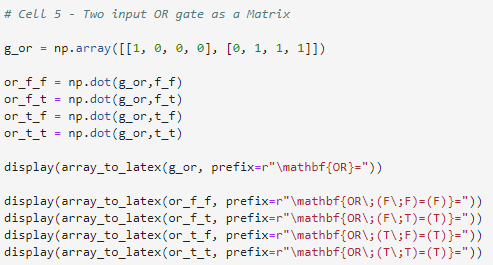 # Cell 5 - Two input OR gate as a Matrix
g_or = np.array([[1, 0, 0, 0], [0, 1, 1, 1]])
or_f_f = np.dot(g_or,f_f)
or_f_t = np.dot(g_or,f_t)
or_t_f = np.dot(g_or,t_f)
or_t_t = np.dot(g_or,t_t)
display(array_to_latex(g_or, prefix=r"\mathbf{OR}="))
display(array_to_latex(or_f_f, prefix=r"\mathbf{OR\;(F\;F)=(F)}="))
display(array_to_latex(or_f_t, prefix=r"\mathbf{OR\;(F\;T)=(T)}="))
display(array_to_latex(or_t_f, prefix=r"\mathbf{OR\;(T\;F)=(T)}="))
display(array_to_latex(or_t_t, prefix=r"\mathbf{OR\;(T\;T)=(T)}="))